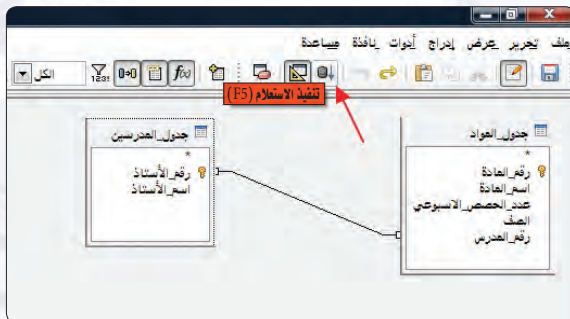 ملف تحرير عرض إدراج أدوات نافذة مساعدة
الكل
تنفيذ الاستعلام (F5)
جدول_المواد
*
رقم_المادة
اسم_المادة
عدد_الحصص_الاسبوعي
الصف
رقم_المدرس
جدول_المدرسين
*
رقم_الأستاذ
اسم_الأستاذ